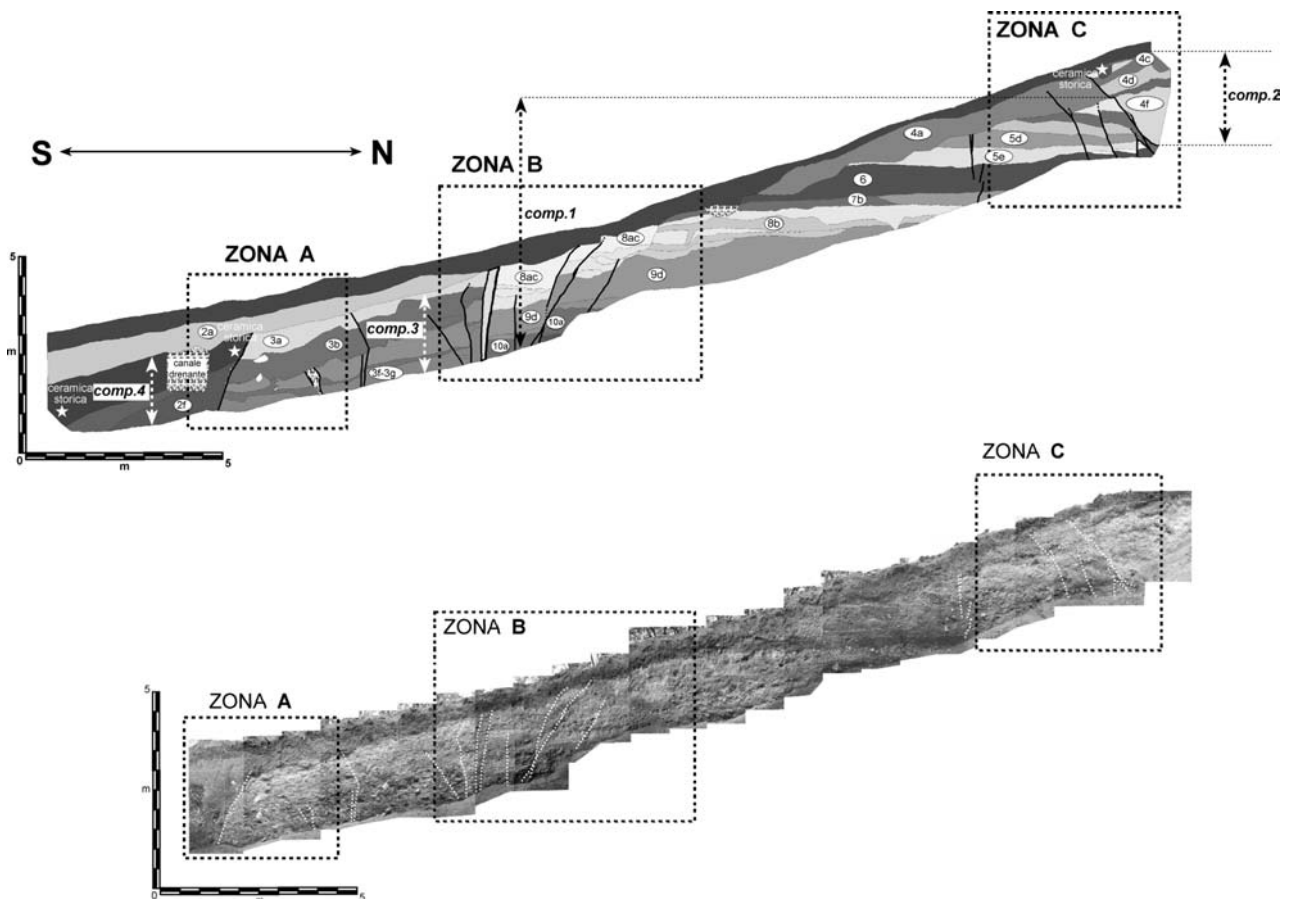 ZONA C
4c
ceramica
storica
4d
4f
comp.2
S
N
4a
5d
5e
ZONA B
6
comp.1
7b
8b
8ac
ZONA A
9d
8ac
5
2a
ceramica
storica
3a
3b
comp.3
9d
10a
10a
m
canale
drenante
3f-3g
ceramica
storica
comp.4
2f
0
m
5
ZONA C
ZONA B
ZONA A
5
m
0
m
5